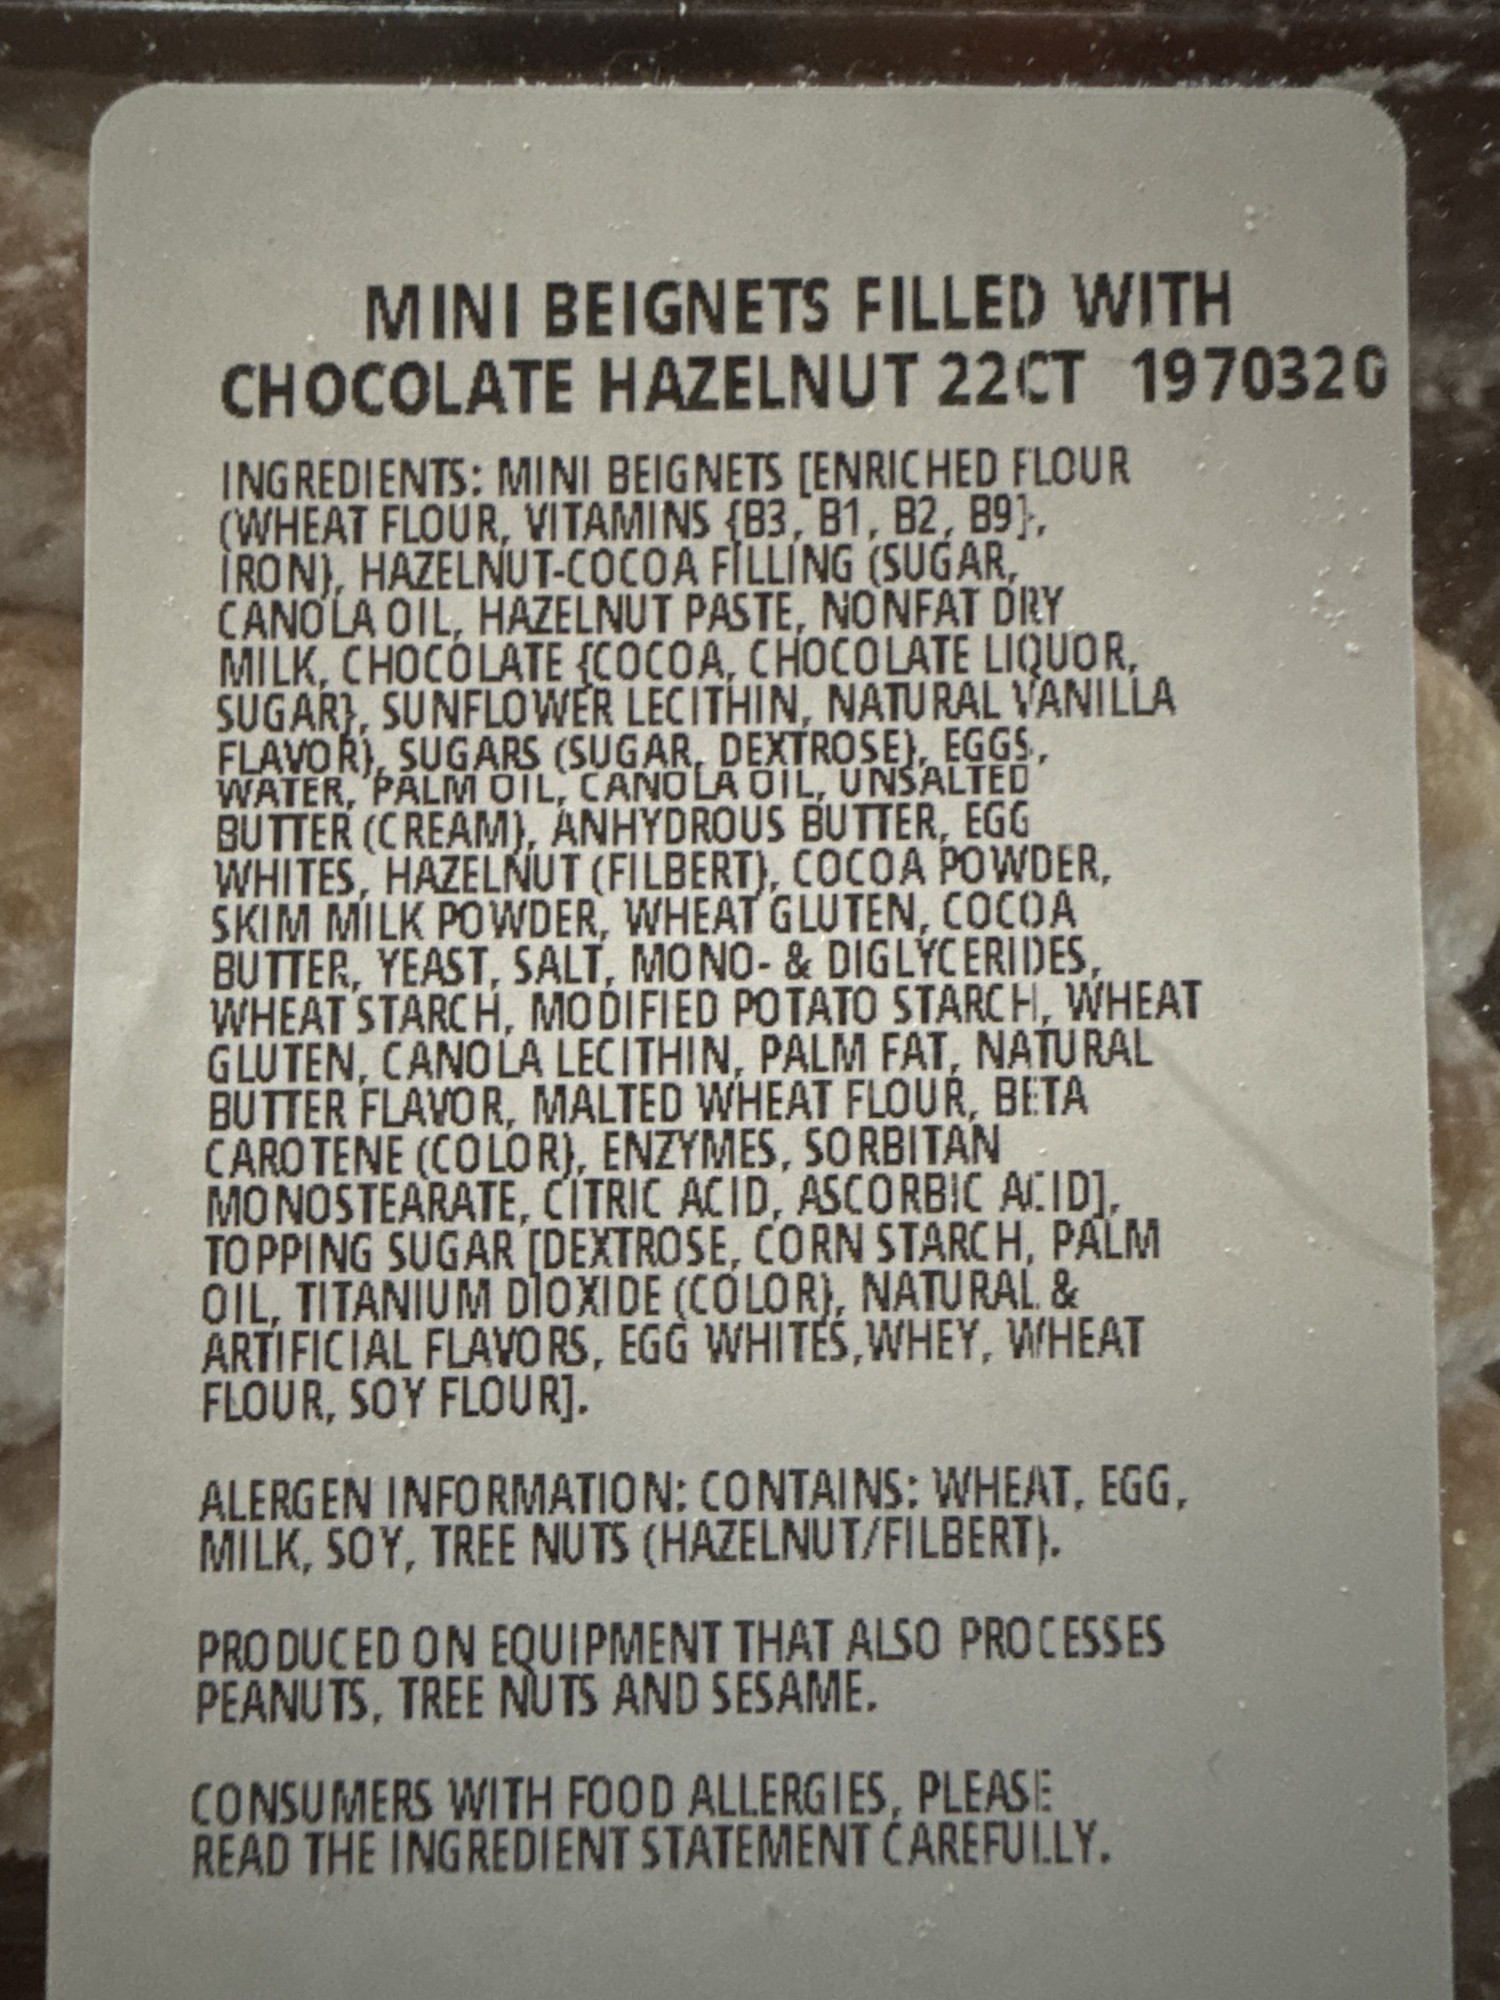 MINI BEIGNETS FILLED WITH
CHOCOLATE HAZELNUT 22CT 1970320
INGREDIENTS: MINI BEIGNETS [ENRICHED FLOUR
(WHEAT FLOUR, VITAMINS {B3, B1, B2, B9},
IRON), HAZELNUT-COCOA FILLING (SUGAR,
CANOLA OIL, HAZELNUT PASTE, NONFAT DRY
MILK, CHOCOLATE {COCOA, CHOCOLATE LIQUOR,
SUGAR}, SUNFLOWER LECITHIN, NATURAL VANILLA
FLAVOR), SUGARS (SUGAR, DEXTROSE), EGGS,
WATER, PALM OIL, CANOLA OIL, UNSALTED
BUTTER (CREAM), ANHYDROUS BUTTER, EGG
WHITES, HAZELNUT (FILBERT), COCOA POWDER,
SKIM MILK POWDER, WHEAT GLUTEN, COCOA
BUTTER, YEAST, SALT, MONO- & DIGLYCERIDES,
WHEAT STARCH, MODIFIED POTATO STARCH, WHEAT
GLUTEN, CANOLA LECITHIN, PALM FAT, NATURAL
BUTTER FLAVOR, MALTED WHEAT FLOUR, BETA
CAROTENE (COLOR), ENZYMES, SORBITAN
MONOSTEARATE, CITRIC ACID, ASCORBIC ACID],
TOPPING SUGAR [DEXTROSE, CORN STARCH, PALM
OIL, TITANIUM DIOXIDE (COLOR), NATURAL &
ARTIFICIAL FLAVORS, EGG WHITES,WHEY, WHEAT
FLOUR, SOY FLOUR].
ALERGEN INFORMATION: CONTAINS: WHEAT, EGG,
MILK, SOY, TREE NUTS (HAZELNUT/FILBERT).
PRODUCED ON EQUIPMENT THAT ALSO PROCESSES
PEANUTS, TREE NUTS AND SESAME.
CONSUMERS WITH FOOD ALLERGIES, PLEASE
READ THE INGREDIENT STATEMENT CAREFULLY.